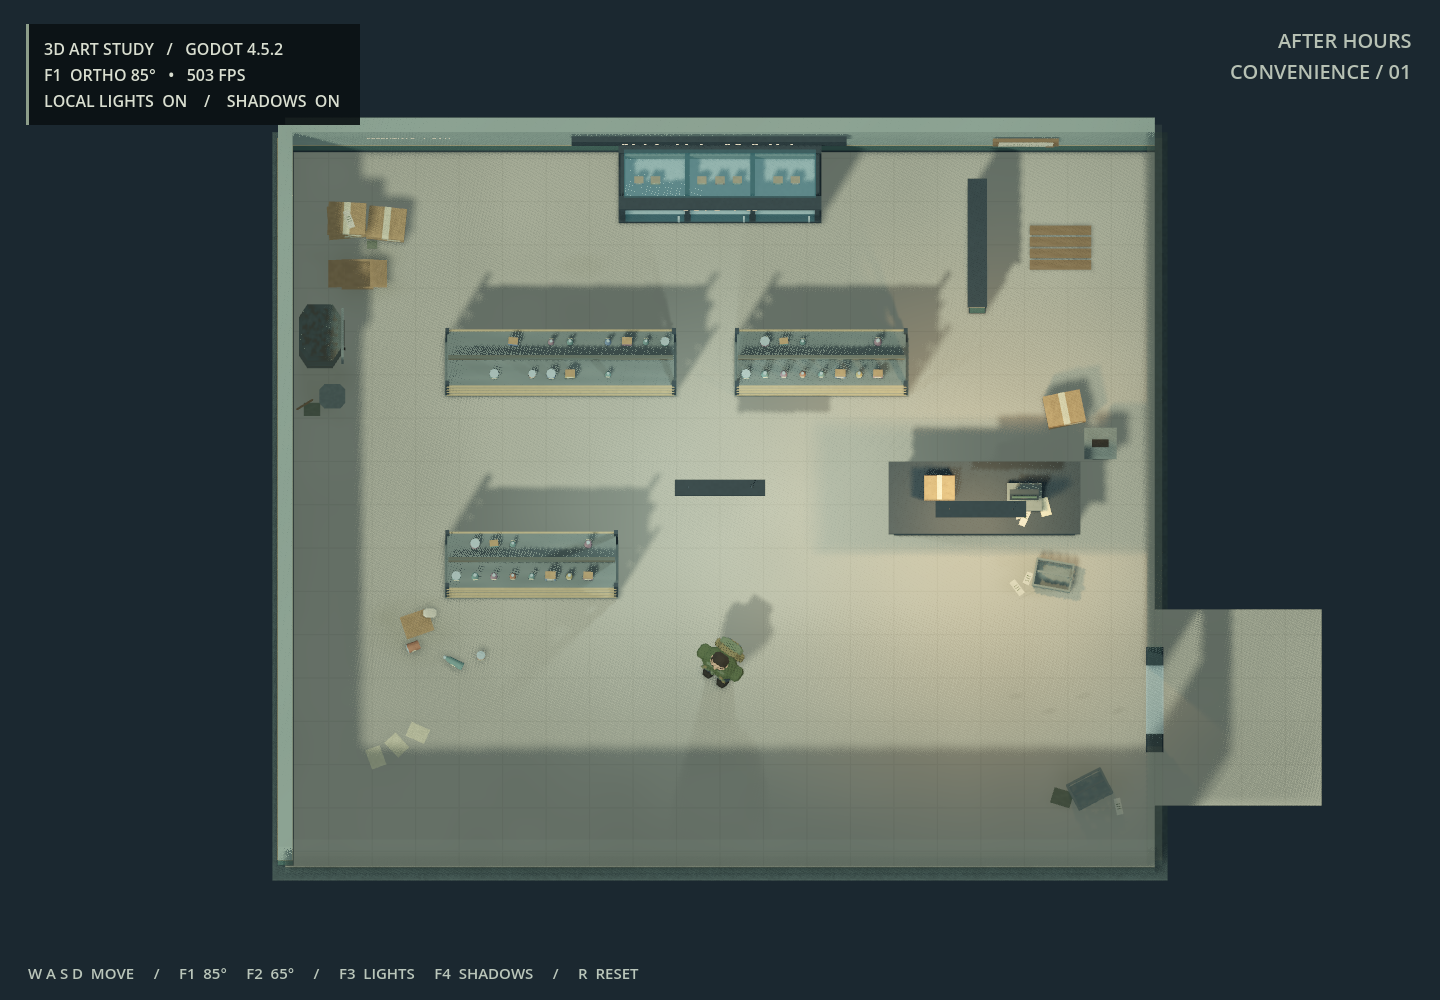 3D ART STUDY / GODOT 4.5.2
F1 ORTHO 85° • 503 FPS
LOCAL LIGHTS ON / SHADOWS ON
AFTER HOURS
CONVENIENCE / 01
W A S D MOVE / F1 85° F2 65° / F3 LIGHTS F4 SHADOWS / R RESET